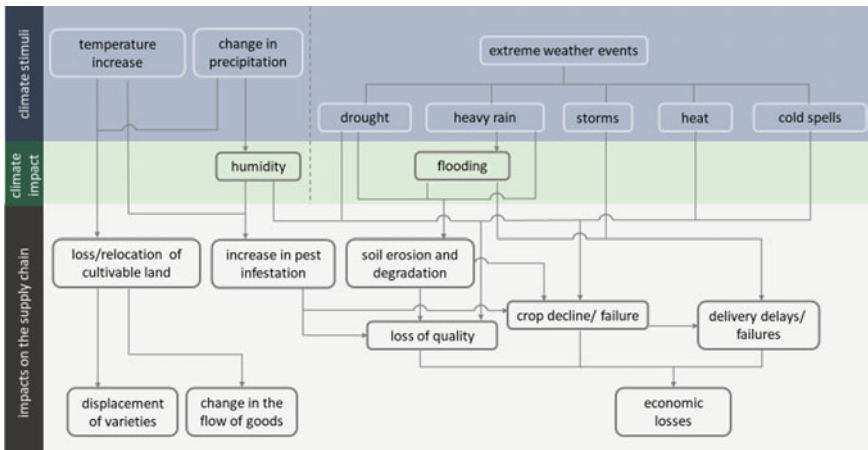 climate stimuli
temperature
increase
change in
precipitation
extreme weather events
drought
heavy rain
storms
heat
cold spells
climate
impact
humidity
flooding
impacts on the supply chain
loss/relocation of
cultivable land
increase in pest
infestation
soil erosion and
degradation
loss of quality
crop decline/ failure
delivery delays/
failures
displacement
of varieties
change in the
flow of goods
economic
losses